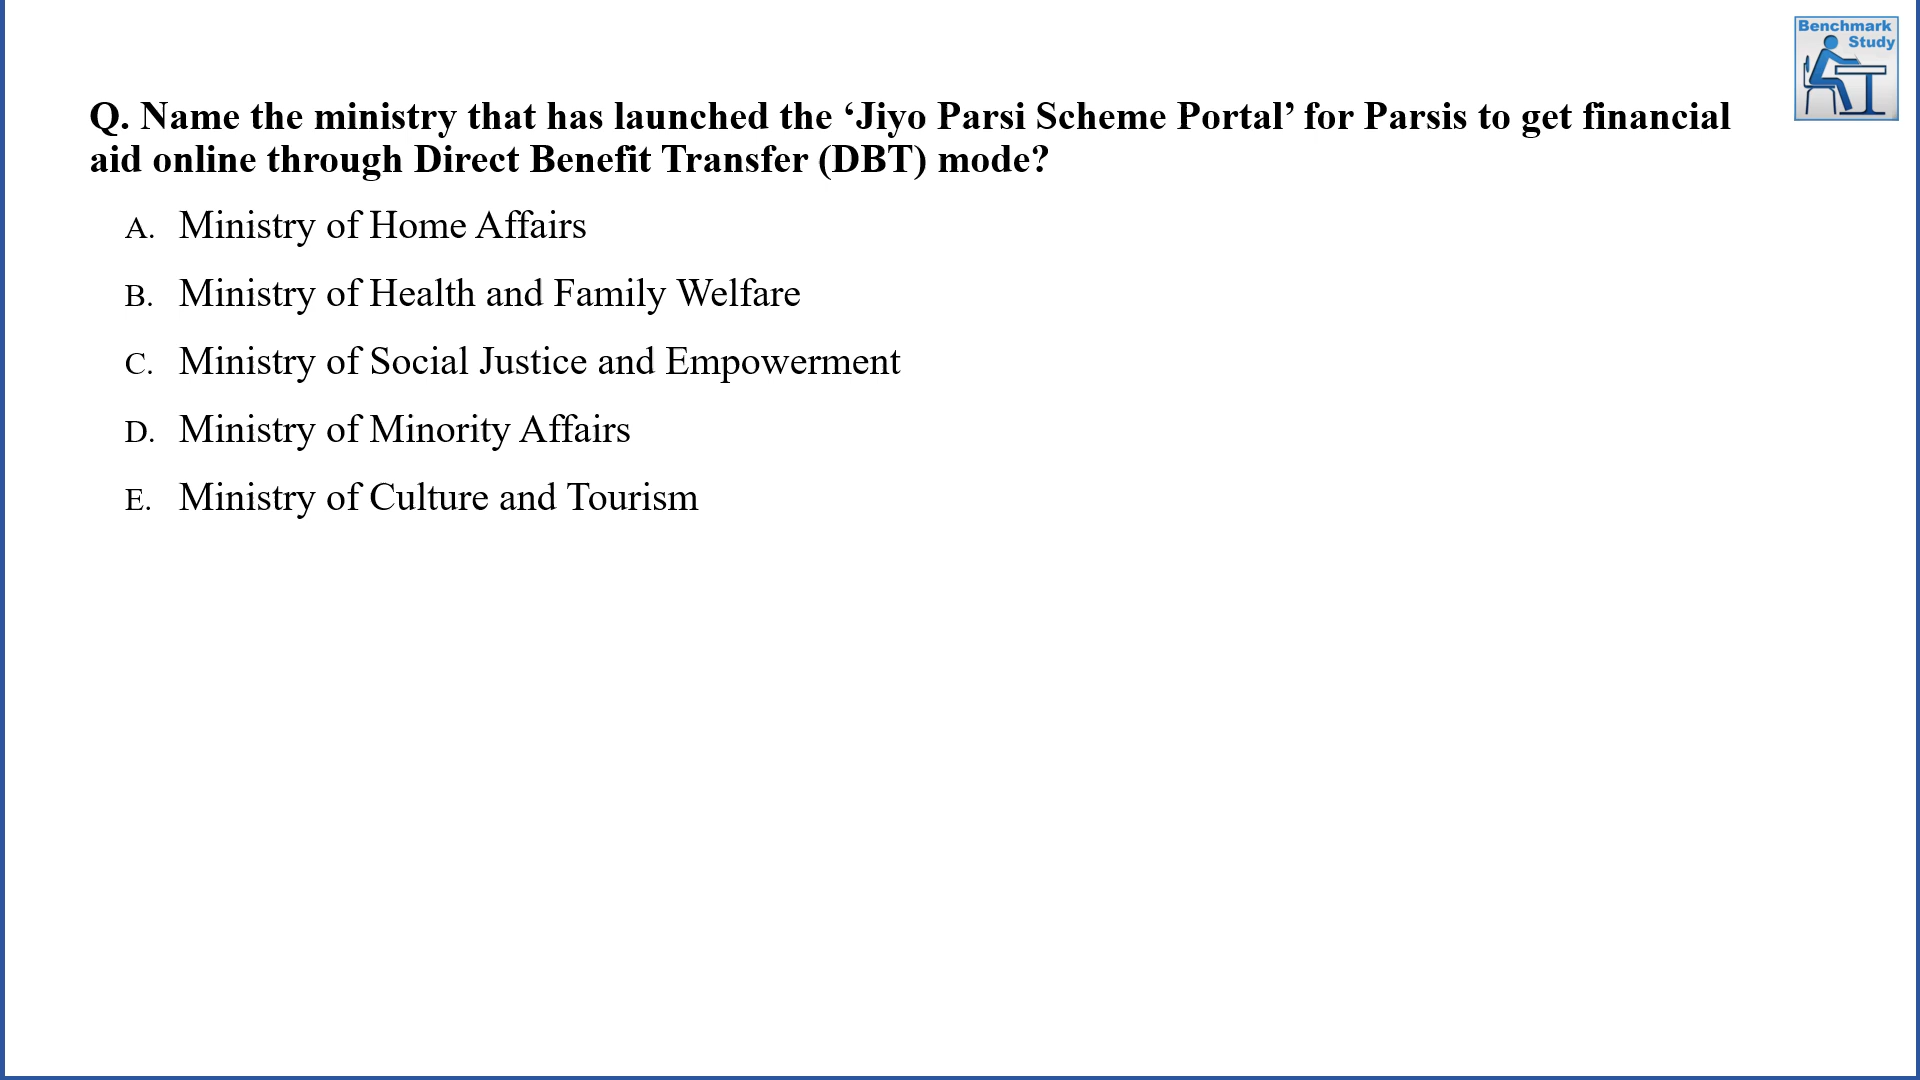 Benchmark
Study
Q. Name the ministry that has launched the ‘Jiyo Parsi Scheme Portal’ for Parsis to get financial
aid online through Direct Benefit Transfer (DBT) mode?
A. Ministry of Home Affairs
B. Ministry of Health and Family Welfare
C. Ministry of Social Justice and Empowerment
D. Ministry of Minority Affairs
E. Ministry of Culture and Tourism